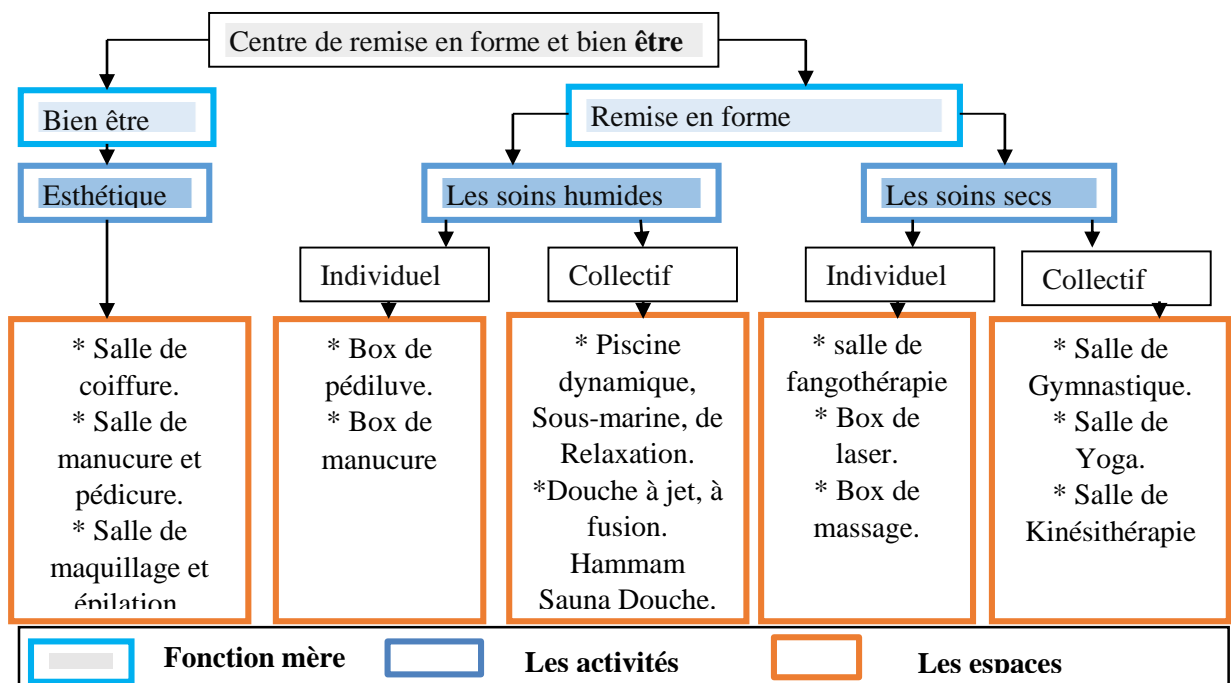 Centre de remise en forme et bien être
Bien être
Remise en forme
Esthétique
Les soins humides
Les soins secs
Individuel
Collectif
Individuel
Collectif
* Salle de
coiffure.
* Salle de
manucure et
pédicure.
* Salle de
maquillage et
épilation
* Box de
pédiluve.
* Box de
manucure
* Piscine
dynamique,
Sous-marine, de
Relaxation.
*Douche à jet, à
fusion.
Hammam
Sauna Douche.
* salle de
fangothérapie
* Box de
laser.
* Box de
massage.
* Salle de
Gymnastique.
* Salle de
Yoga.
* Salle de
Kinésithérapie
Fonction mère
Les activités
Les espaces